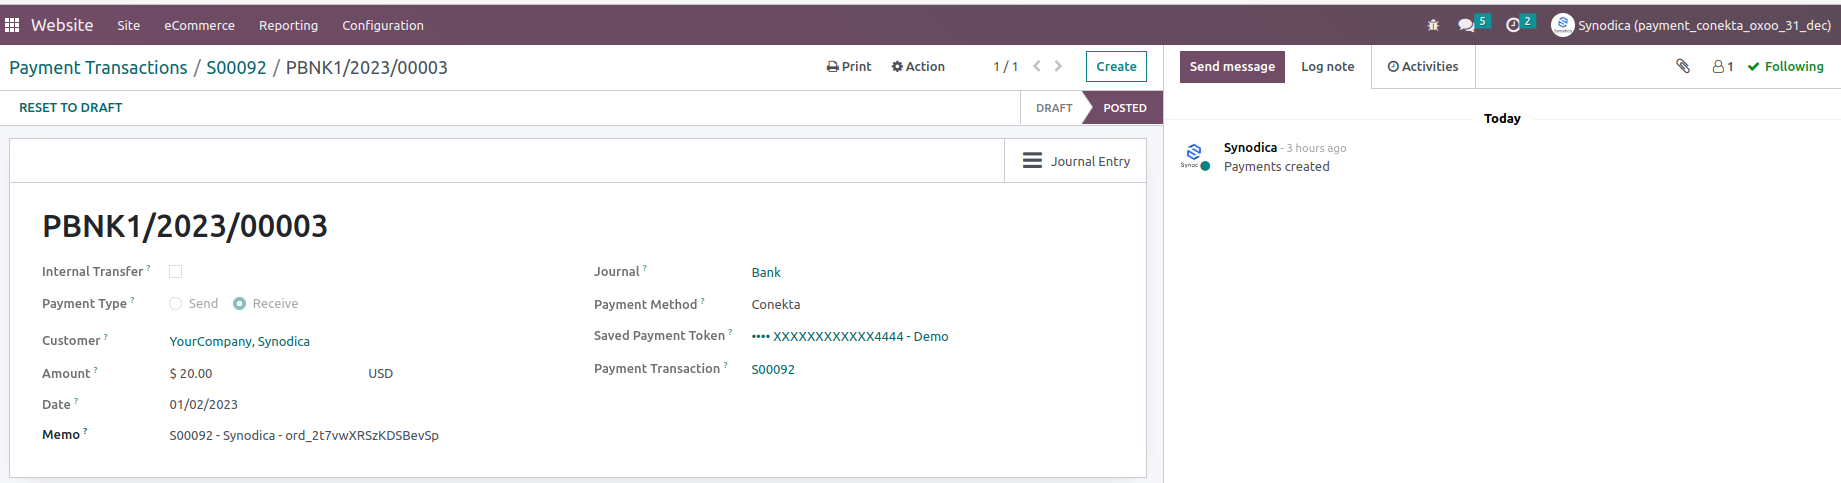 Website Site eCommerce Reporting Configuration 5 2 Synodica (payment_conekta_oxoo_31_dec)
Payment Transactions / S00092 / PBNK1/2023/00003 Print Action 1 / 1 Create
Send message Log note Activities 1 Following
RESET TO DRAFT DRAFT POSTED
Today
Journal Entry
Synodica - 3 hours ago
Payments created
PBNK1/2023/00003
Internal Transfer ?
Payment Type ? Send Receive
Customer ? YourCompany, Synodica
Amount ? $ 20.00 USD
Date ? 01/02/2023
Memo ? S00092 - Synodica - ord_2t7vwXRSzKDSBevSp
Journal ? Bank
Payment Method ? Conekta
Saved Payment Token ? •••• XXXXXXXXXXXX4444 - Demo
Payment Transaction ? S00092